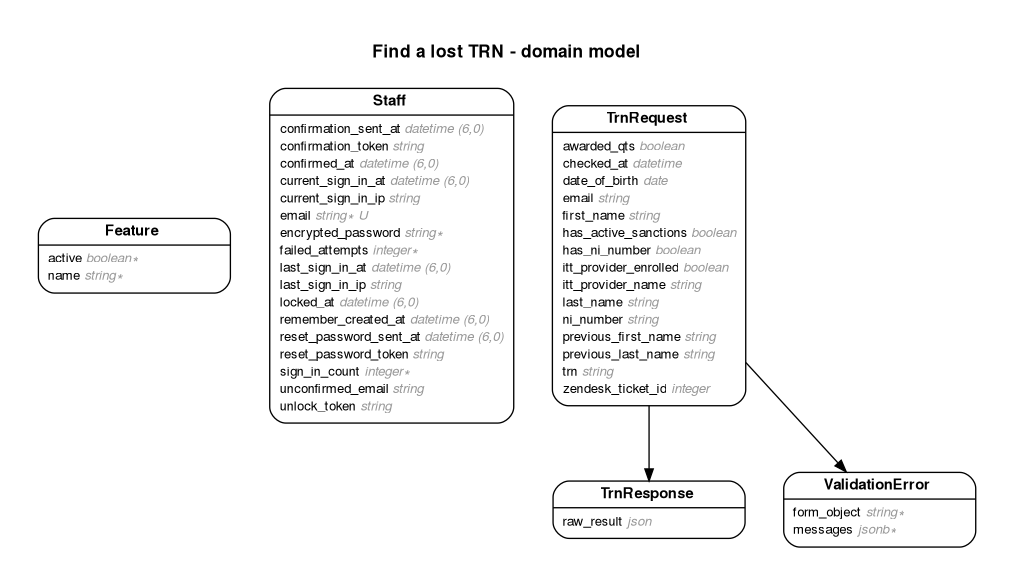 Find a lost TRN - domain model
Feature
active boolean∗
name string∗
Staff
confirmation_sent_at datetime (6,0)
confirmation_token string
confirmed_at datetime (6,0)
current_sign_in_at datetime (6,0)
current_sign_in_ip string
email string∗ U
encrypted_password string∗
failed_attempts integer∗
last_sign_in_at datetime (6,0)
last_sign_in_ip string
locked_at datetime (6,0)
remember_created_at datetime (6,0)
reset_password_sent_at datetime (6,0)
reset_password_token string
sign_in_count integer∗
unconfirmed_email string
unlock_token string
TrnRequest
awarded_qts boolean
checked_at datetime
date_of_birth date
email string
first_name string
has_active_sanctions boolean
has_ni_number boolean
itt_provider_enrolled boolean
itt_provider_name string
last_name string
ni_number string
previous_first_name string
previous_last_name string
trn string
zendesk_ticket_id integer
TrnResponse
raw_result json
ValidationError
form_object string∗
messages jsonb∗